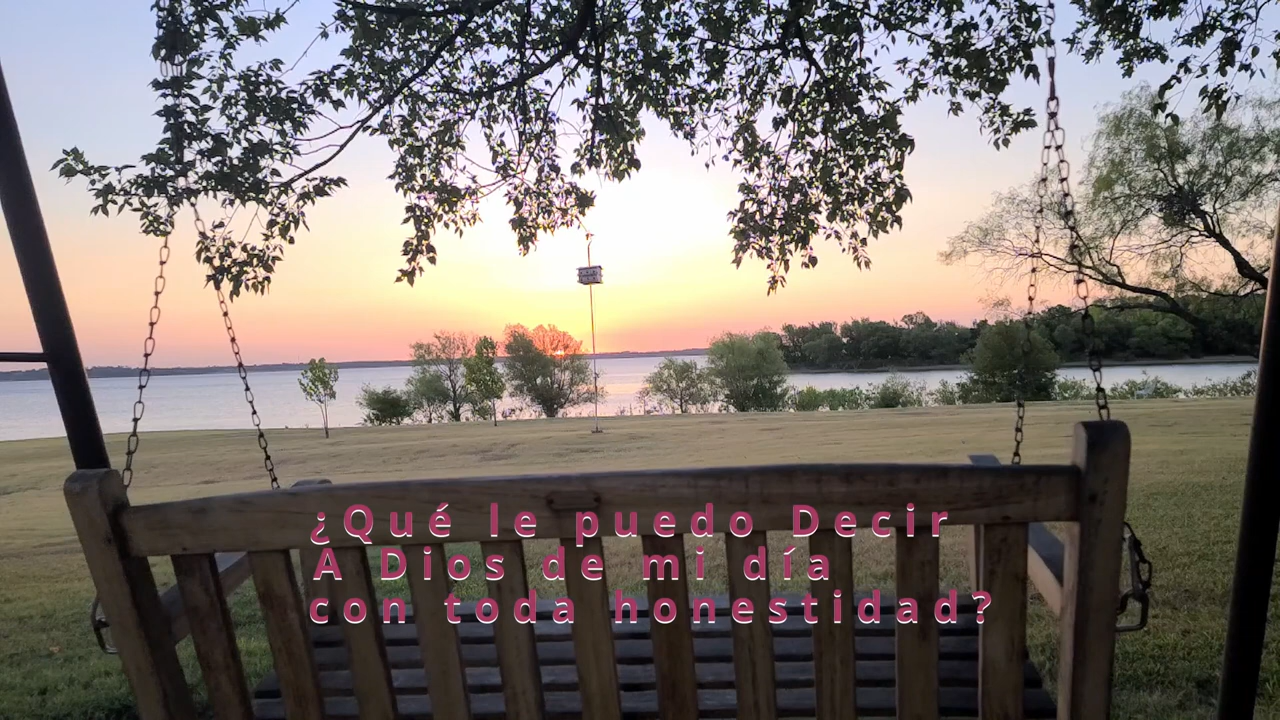 ¿Qué le puedo Decir
A Dios de mi día
con toda honestidad?